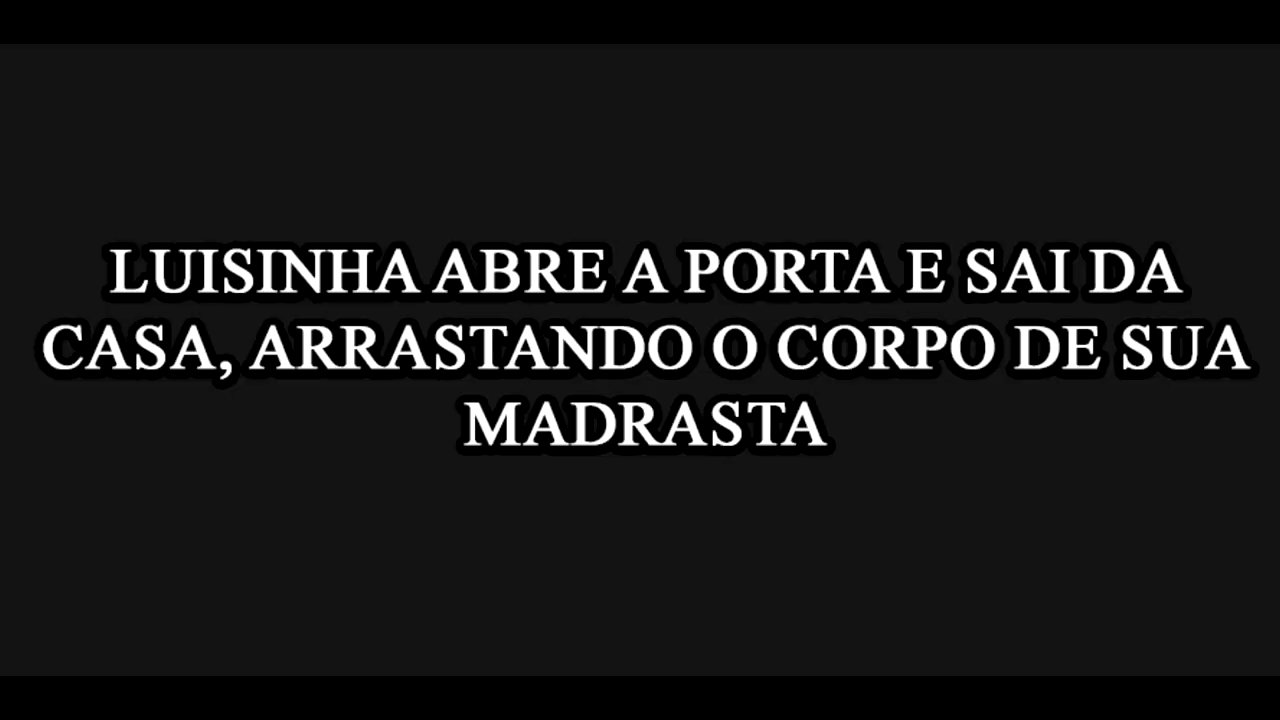 LUISINHA ABRE A PORTA E SAI DA
CASA, ARRASTANDO O CORPO DE SUA
MADRASTA